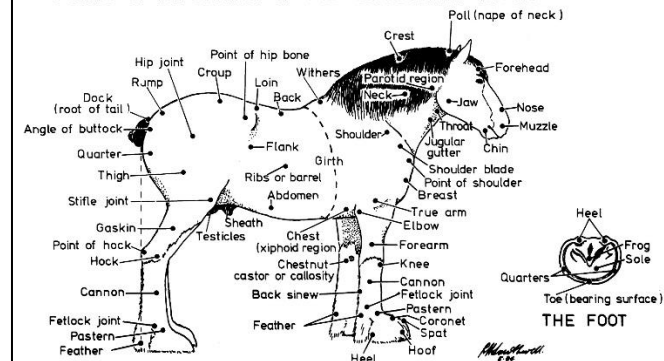 Poll (nape of neck)
Crest
Forehead
Hip joint
Point of hip bone
Withers
Parotid region
Croup
Loin
Rump
Back
Neck
Jaw
Nose
Dock
(root of tail)
Muzzle
Throat
Chin
Angle of buttock
Shoulder
Jugular
gutter
Quarter
Flank
Girth
Shoulder blade
Thigh
Ribs or barrel
Point of shoulder
Breast
Stifle joint
Abdomen
True arm
Sheath
Elbow
Gaskin
Testicles
Chest
(xiphoid region)
Forearm
Heel
Point of hock
Hock
Chestnut
castor or callosity
Knee
Frog
Sole
Cannon
Back sinew
Cannon
Quarters
Fetlock joint
Toe (bearing surface)
Fetlock joint
Pastern
Feather
Pastern
Coronet
Spat
THE FOOT
Feather
Heel
Hoof